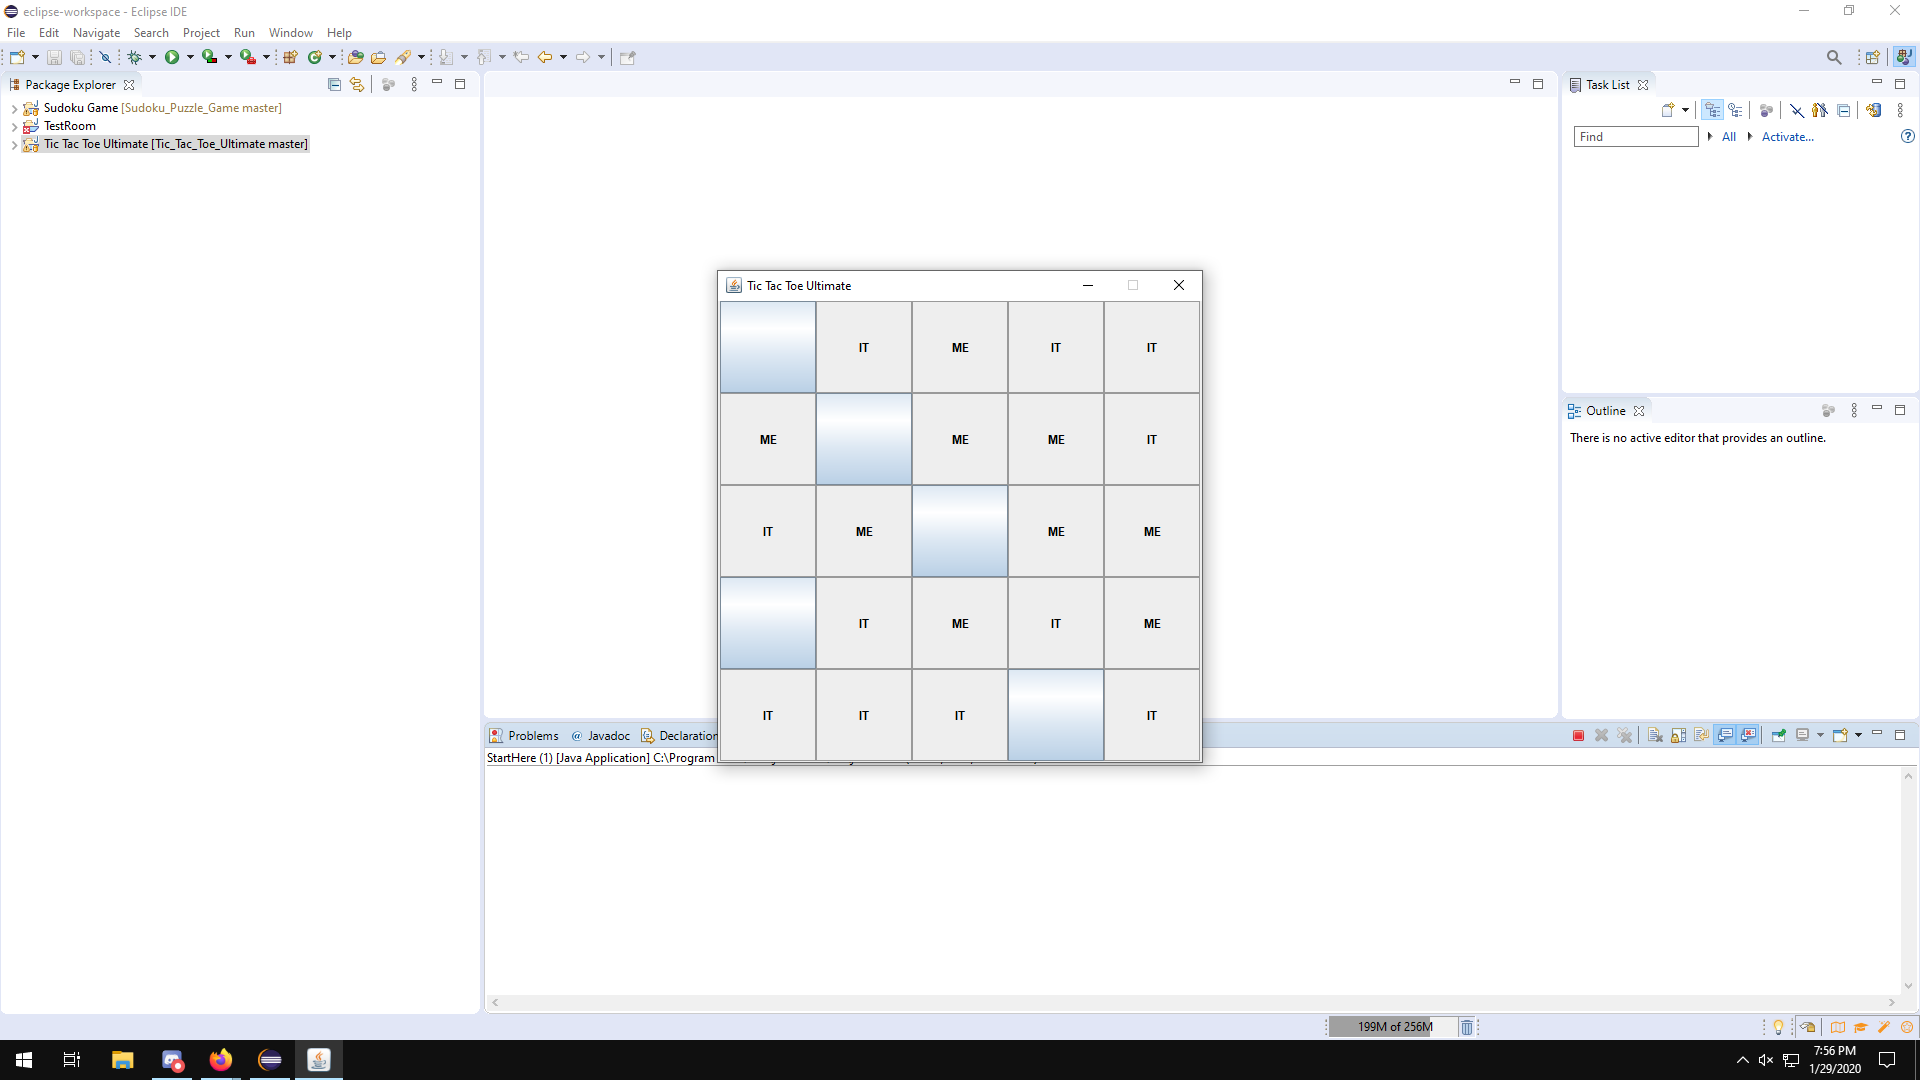 eclipse-workspace - Eclipse IDE
File Edit Navigate Search Project Run Window Help
Package Explorer
Sudoku Game [Sudoku_Puzzle_Game master]
TestRoom
Tic Tac Toe Ultimate [Tic_Tac_Toe_Ultimate master]
Task List
Find All Activate...
Outline
There is no active editor that provides an outline.
Tic Tac Toe Ultimate
IT ME IT IT
ME ME ME IT
IT ME ME ME
IT ME IT ME
IT IT IT IT
Problems @ Javadoc Declaration
StartHere (1) [Java Application] C:\Program
199M of 256M
7:56 PM
1/29/2020